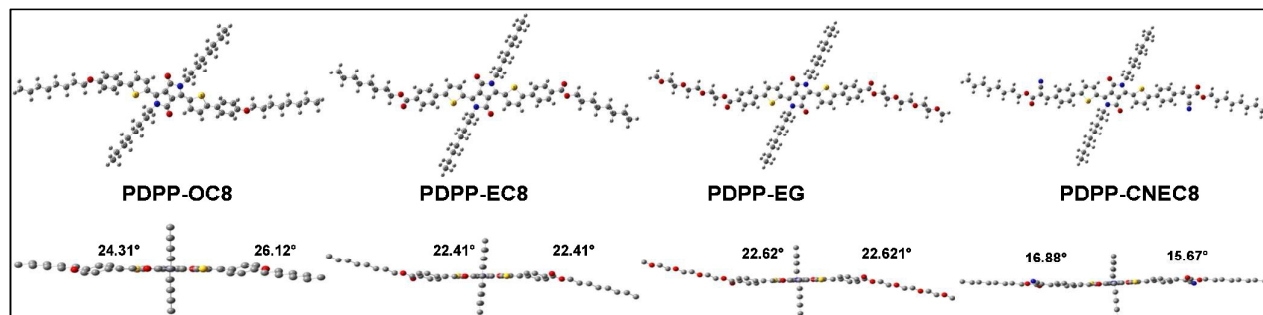 PDPP-OC8
PDPP-EC8
PDPP-EG
PDPP-CNEC8
24.31°
26.12°
22.41°
22.41°
22.62°
22.621°
16.88°
15.67°